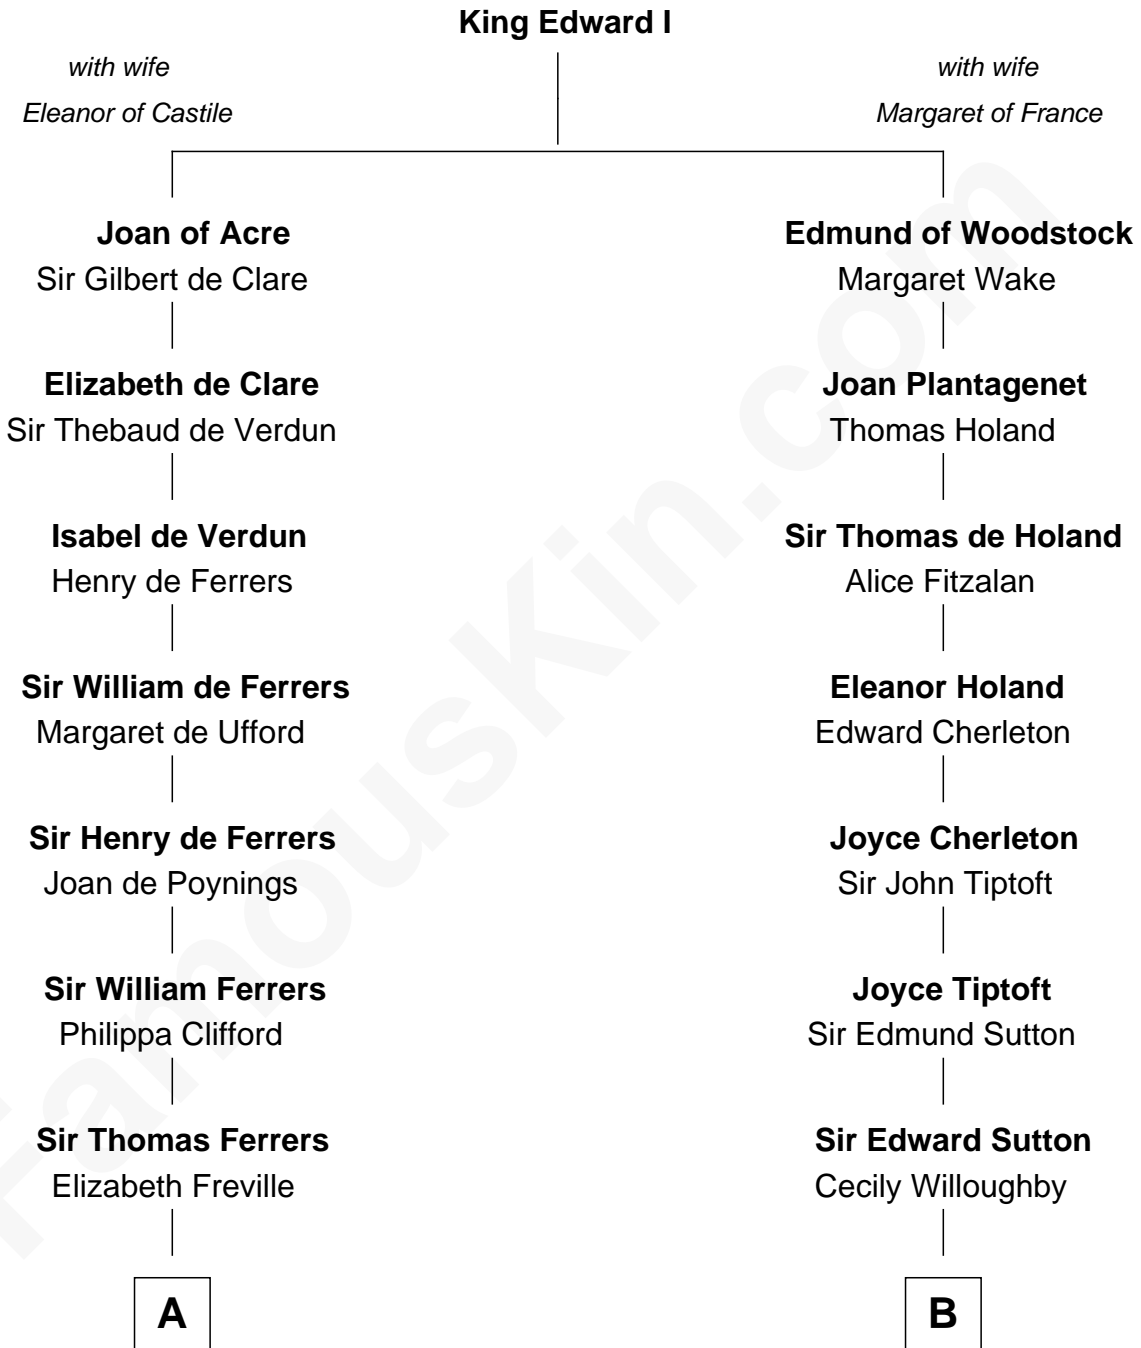 King Edward I
with wife
Eleanor of Castile
with wife
Margaret of France
Joan of Acre
Sir Gilbert de Clare
Edmund of Woodstock
Margaret Wake
Elizabeth de Clare
Sir Thebaud de Verdun
Joan Plantagenet
Thomas Holand
Isabel de Verdun
Henry de Ferrers
Sir Thomas de Holand
Alice Fitzalan
Sir William de Ferrers
Margaret de Ufford
Eleanor Holand
Edward Cherleton
Sir Henry de Ferrers
Joan de Poynings
Joyce Cherleton
Sir John Tiptoft
Sir William Ferrers
Philippa Clifford
Joyce Tiptoft
Sir Edmund Sutton
Sir Thomas Ferrers
Elizabeth Freville
Sir Edward Sutton
Cecily Willoughby
A
B
FamousKin.com